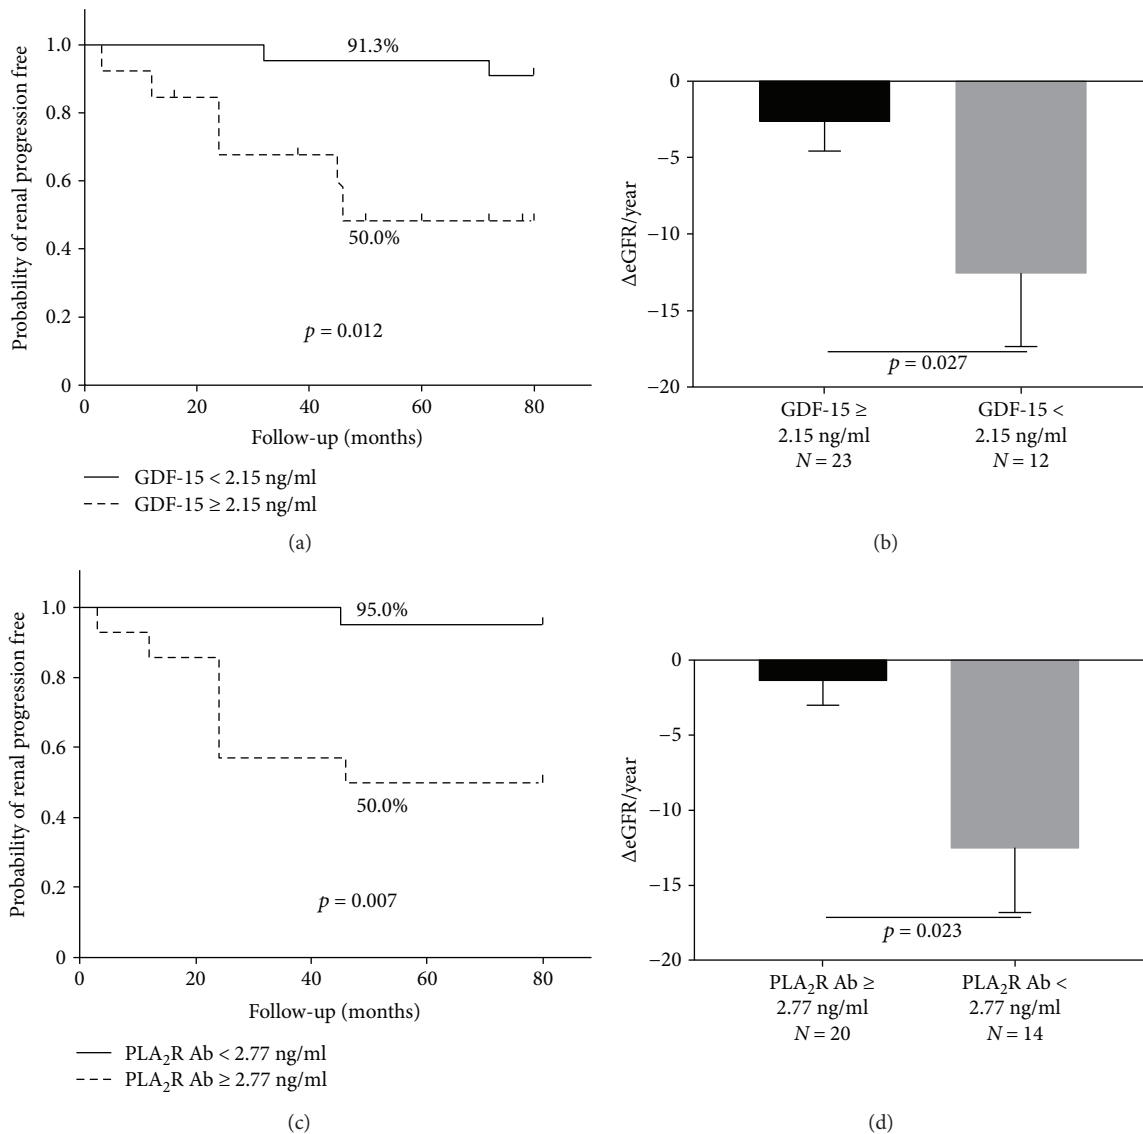 Probability of renal progression free
1.0
0.8
0.6
0.4
0.2
0
91.3%
50.0%
p = 0.012
0
20
40
60
80
Follow-up (months)
GDF-15 < 2.15 ng/ml
GDF-15 ≥ 2.15 ng/ml
(a)
ΔeGFR/year
0
−5
−10
−15
−20
p = 0.027
GDF-15 ≥
2.15 ng/ml
N = 23
GDF-15 <
2.15 ng/ml
N = 12
(b)
Probability of renal progression free
1.0
0.8
0.6
0.4
0.2
0
95.0%
50.0%
p = 0.007
0
20
40
60
80
Follow-up (months)
PLA₂R Ab < 2.77 ng/ml
PLA₂R Ab ≥ 2.77 ng/ml
(c)
ΔeGFR/year
0
−5
−10
−15
−20
p = 0.023
PLA₂R Ab ≥
2.77 ng/ml
N = 20
PLA₂R Ab <
2.77 ng/ml
N = 14
(d)